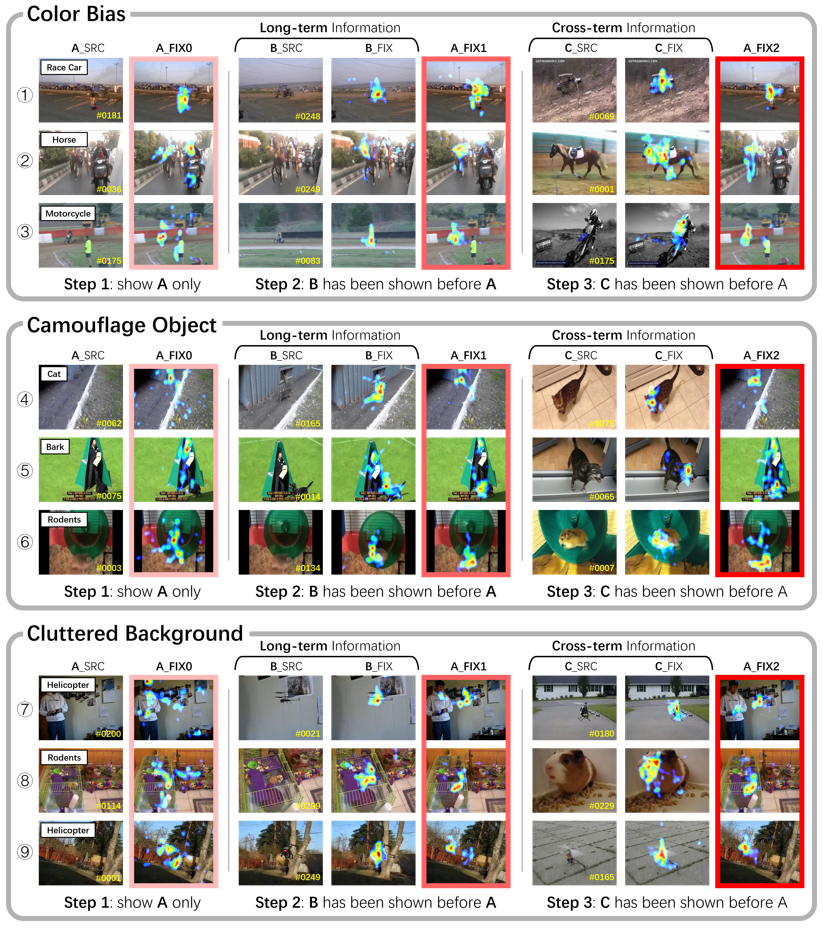 Color Bias
Long-term Information
Cross-term Information
A_SRC
A_FIX0
B_SRC
B_FIX
A_FIX1
C_SRC
C_FIX
A_FIX2
①
Race Car
#0181
#0248
#0069
②
Horse
#0036
#0249
#0001
③
Motorcycle
#0175
#0083
#0175
Step 1: show A only
Step 2: B has been shown before A
Step 3: C has been shown before A
Camouflage Object
Long-term Information
Cross-term Information
A_SRC
A_FIX0
B_SRC
B_FIX
A_FIX1
C_SRC
C_FIX
A_FIX2
④
Cat
#0062
#0165
⑤
Bark
#0075
#0014
#0065
⑥
Rodents
#0003
#0134
#0007
Step 1: show A only
Step 2: B has been shown before A
Step 3: C has been shown before A
Cluttered Background
Long-term Information
Cross-term Information
A_SRC
A_FIX0
B_SRC
B_FIX
A_FIX1
C_SRC
C_FIX
A_FIX2
⑦
Helicopter
#0200
#0021
#0180
⑧
Rodents
#0114
#0229
⑨
Helicopter
#0001
#0249
#0165
Step 1: show A only
Step 2: B has been shown before A
Step 3: C has been shown before A